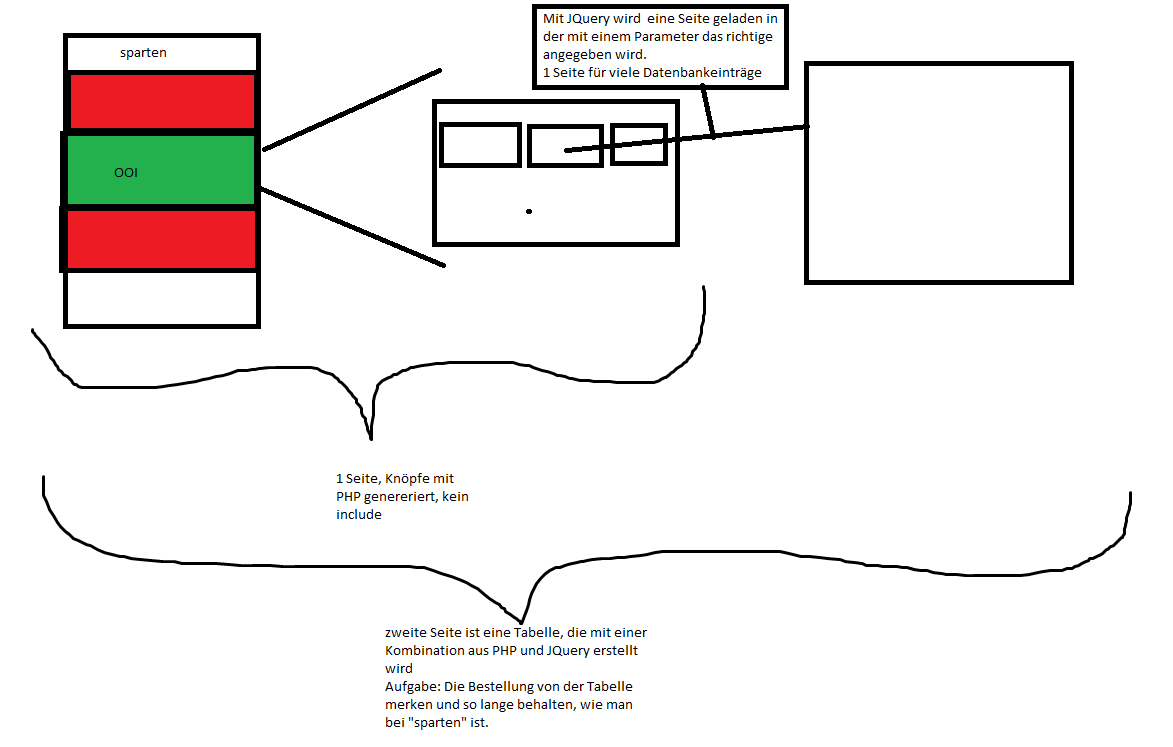 Mit JQuery wird  eine Seite geladen in
der mit einem Parameter das richtige
angegeben wird.
1 Seite für viele Datenbankeinträge
sparten
OOI
1 Seite, Knöpfe mit
PHP genereriert, kein
include
zweite Seite ist eine Tabelle, die mit einer
Kombination aus PHP und JQuery erstellt
wird
Aufgabe: Die Bestellung von der Tabelle
merken und so lange behalten, wie man
bei "sparten" ist.